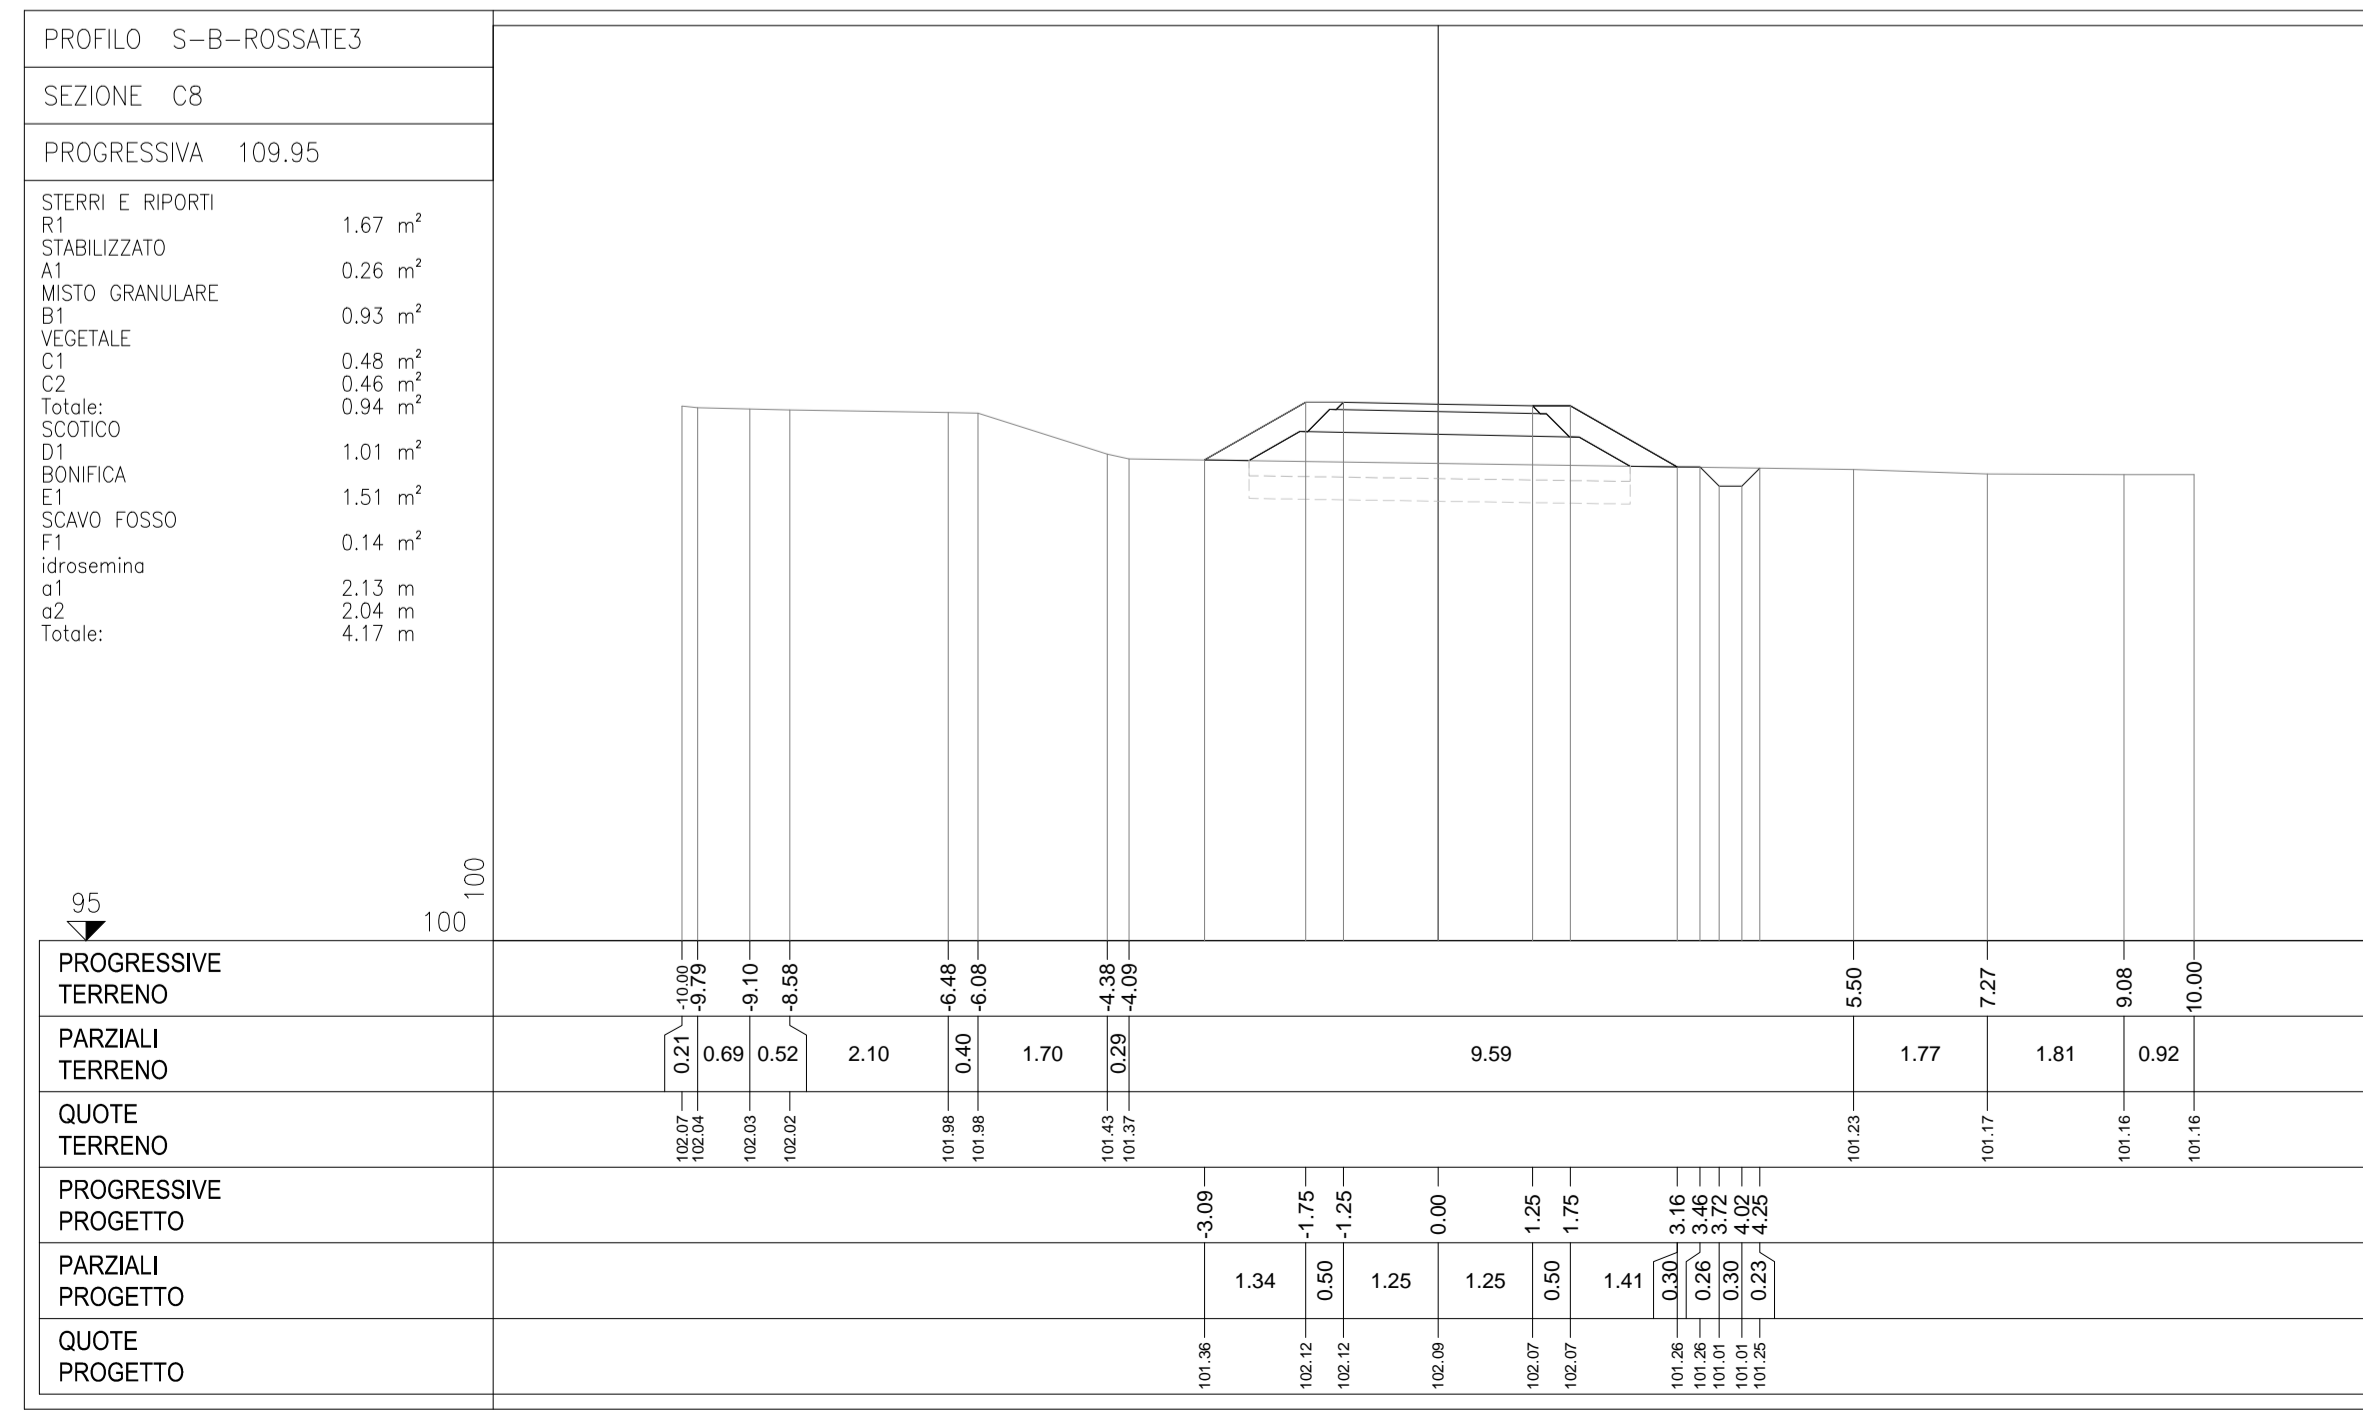 PROFILO S-B-ROSSATE3
SEZIONE C8
PROGRESSIVA 109.95
STERRI E RIPORTI
R1 1.67 m²
STABILIZZATO
A1 0.26 m²
MISTO GRANULARE
B1 0.93 m²
VEGETALE
C1 0.48 m²
C2 0.46 m²
Totale: 0.94 m²
SCOTICO
D1 1.01 m²
BONIFICA
E1 1.51 m²
SCAVO FOSSO
F1 0.14 m²
idrosemina
a1 2.13 m
a2 2.04 m
Totale: 4.17 m
100
95
100
PROGRESSIVE
TERRENO
-10.00 -9.79 -9.10 -8.58 -6.48 -6.08 -4.38 -4.09 5.50 7.27 9.08 10.00
PARZIALI
TERRENO
0.21 0.69 0.52 2.10 0.40 1.70 0.29 9.59 1.77 1.81 0.92
QUOTE
TERRENO
102.07 102.04 102.03 102.02 101.98 101.98 101.43 101.37 101.23 101.17 101.16 101.16
PROGRESSIVE
PROGETTO
-3.09 -1.75 -1.25 0.00 1.25 1.75 3.16 3.46 3.72 4.02 4.25
PARZIALI
PROGETTO
1.34 0.50 1.25 1.25 0.50 1.41 0.30 0.26 0.30 0.23
QUOTE
PROGETTO
101.36 102.12 102.12 102.09 102.07 102.07 101.26 101.26 101.01 101.01 101.25